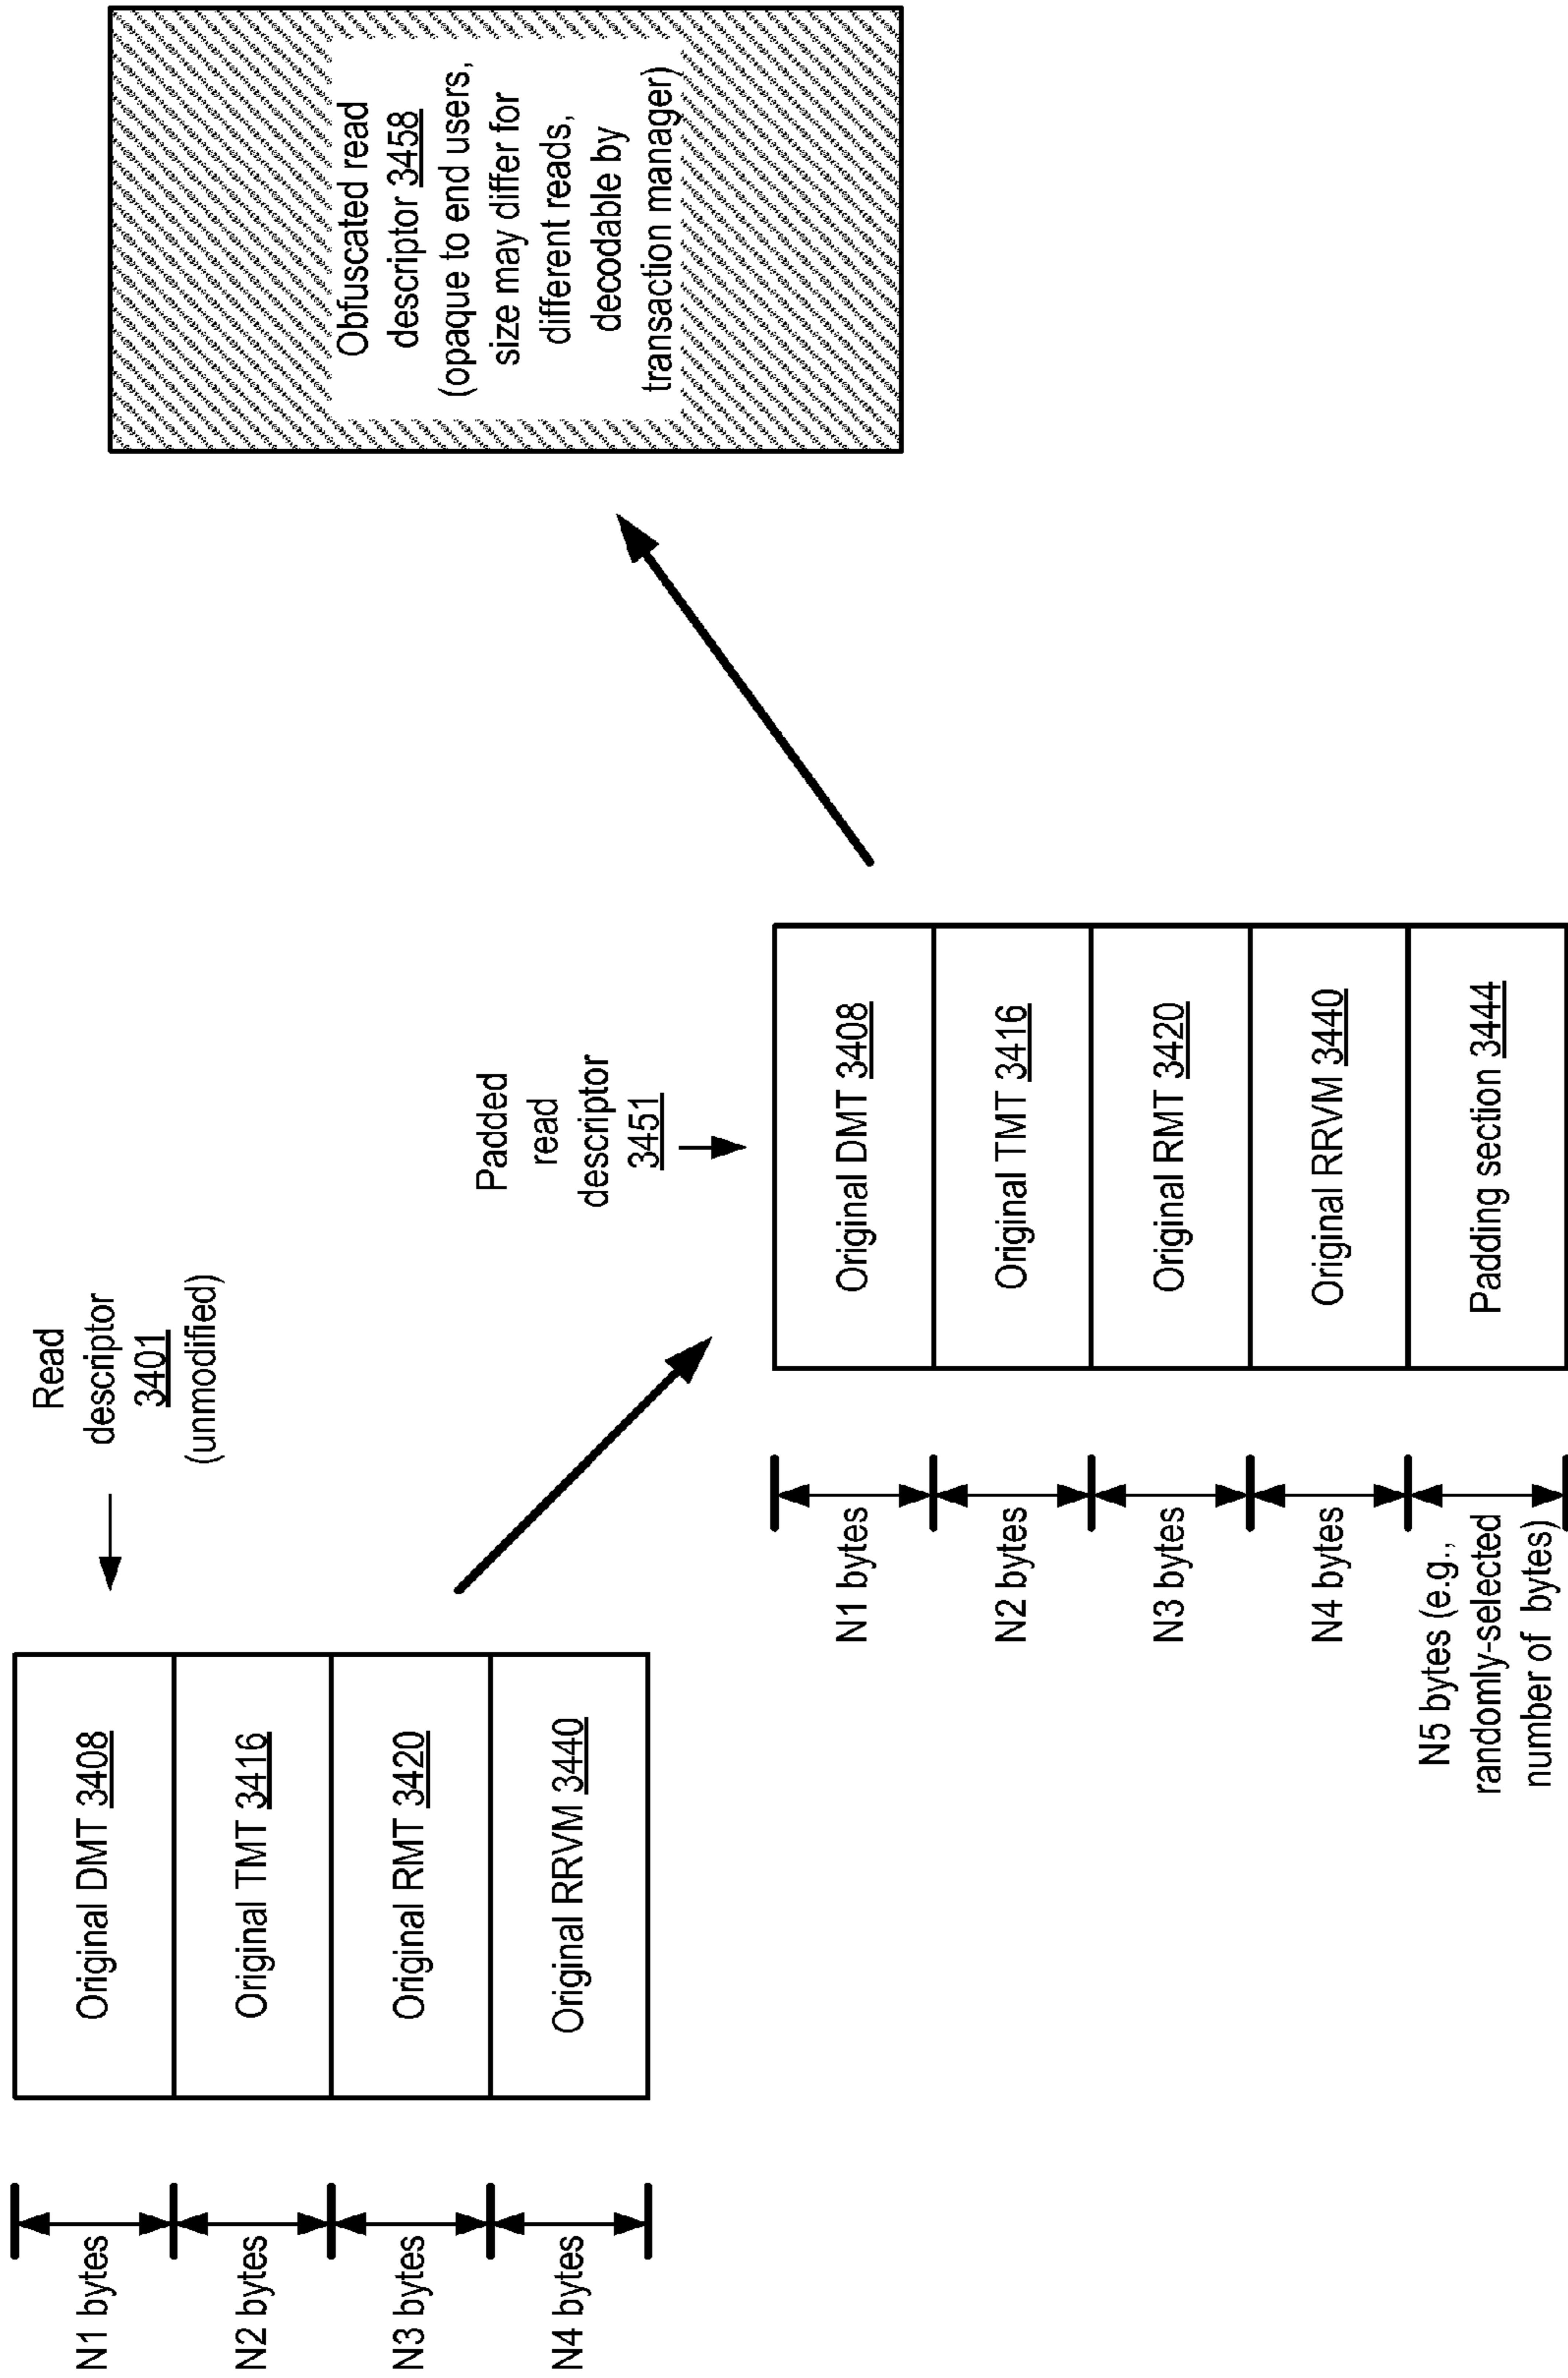 Read
descriptor
3401
(unmodified)
N1 bytes
N2 bytes
N3 bytes
N4 bytes
Original DMT 3408
Original TMT 3416
Original RMT 3420
Original RRVM 3440
Padded
read
descriptor
3451
N1 bytes
N2 bytes
N3 bytes
N4 bytes
N5 bytes (e.g.,
randomly-selected
number of bytes)
Original DMT 3408
Original TMT 3416
Original RMT 3420
Original RRVM 3440
Padding section 3444
Obfuscated read
descriptor 3458
(opaque to end users,
size may differ for
different reads,
decodable by
transaction manager)